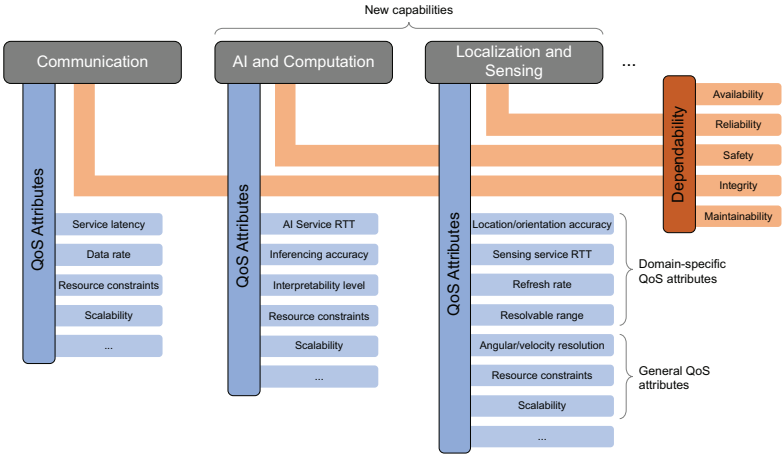 New capabilities
Communication
AI and Computation
Localization and
Sensing
...
QoS Attributes
Service latency
Data rate
Resource constraints
Scalability
...
QoS Attributes
AI Service RTT
Inferencing accuracy
Interpretability level
Resource constraints
Scalability
...
QoS Attributes
Location/orientation accuracy
Sensing service RTT
Refresh rate
Resolvable range
Angular/velocity resolution
Resource constraints
Scalability
...
Dependability
Availability
Reliability
Safety
Integrity
Maintainability
Domain-specific
QoS attributes
General QoS
attributes